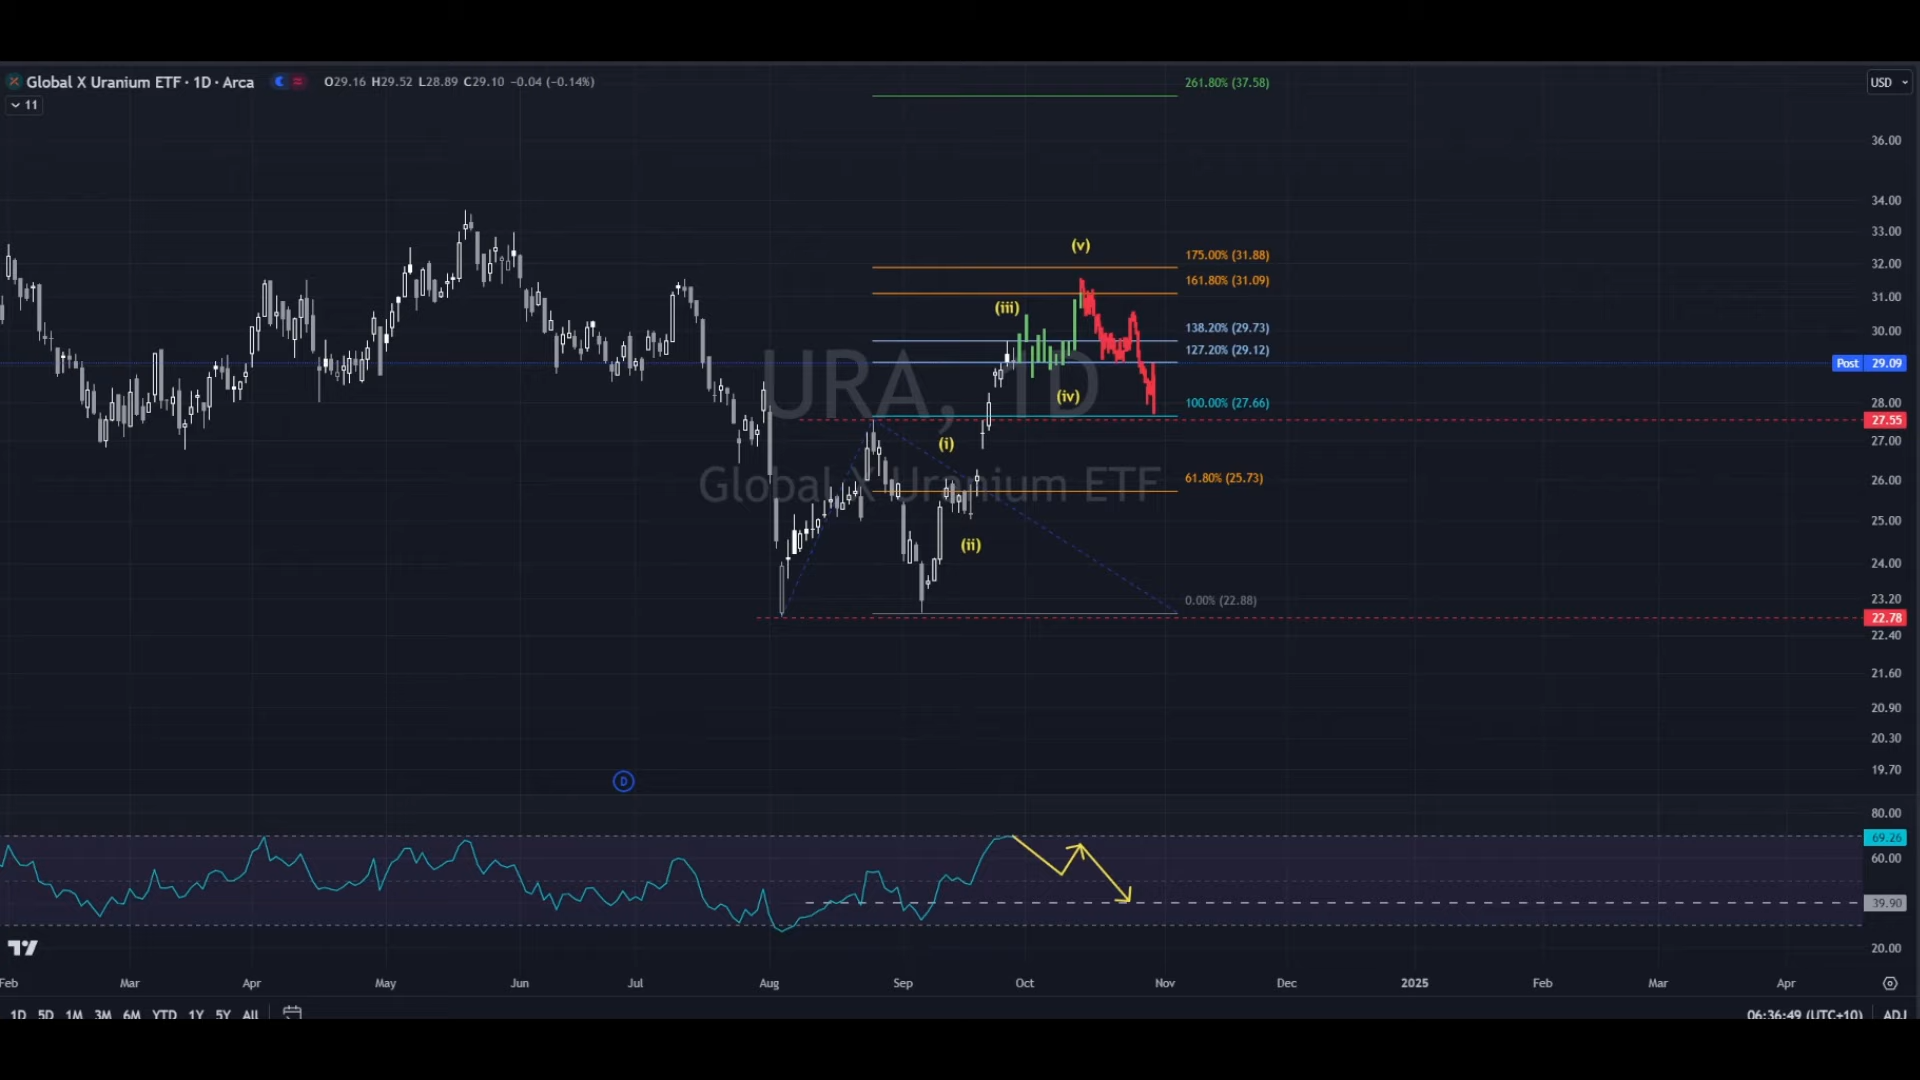 Global X Uranium ETF · 1D · Arca O29.16 H29.52 L28.89 C29.10 −0.04 (−0.14%)
11
USD
261.80% (37.58)
36.00
34.00
33.00
32.00
31.00
30.00
Post 29.09
28.00
27.55
27.00
26.00
25.00
24.00
23.20
22.78
22.40
21.60
20.90
20.30
19.70
(v)
175.00% (31.88)
161.80% (31.09)
(iii)
138.20% (29.73)
127.20% (29.12)
URA, 1D
(iv)
100.00% (27.66)
(i)
Global X Uranium ETF
61.80% (25.73)
(ii)
0.00% (22.88)
D
80.00
69.26
60.00
39.90
20.00
Feb Mar Apr May Jun Jul Aug Sep Oct Nov Dec 2025 Feb Mar Apr
1D 5D 1M 3M 6M YTD 1Y 5Y All 06:36:49 (UTC+10) ADJ